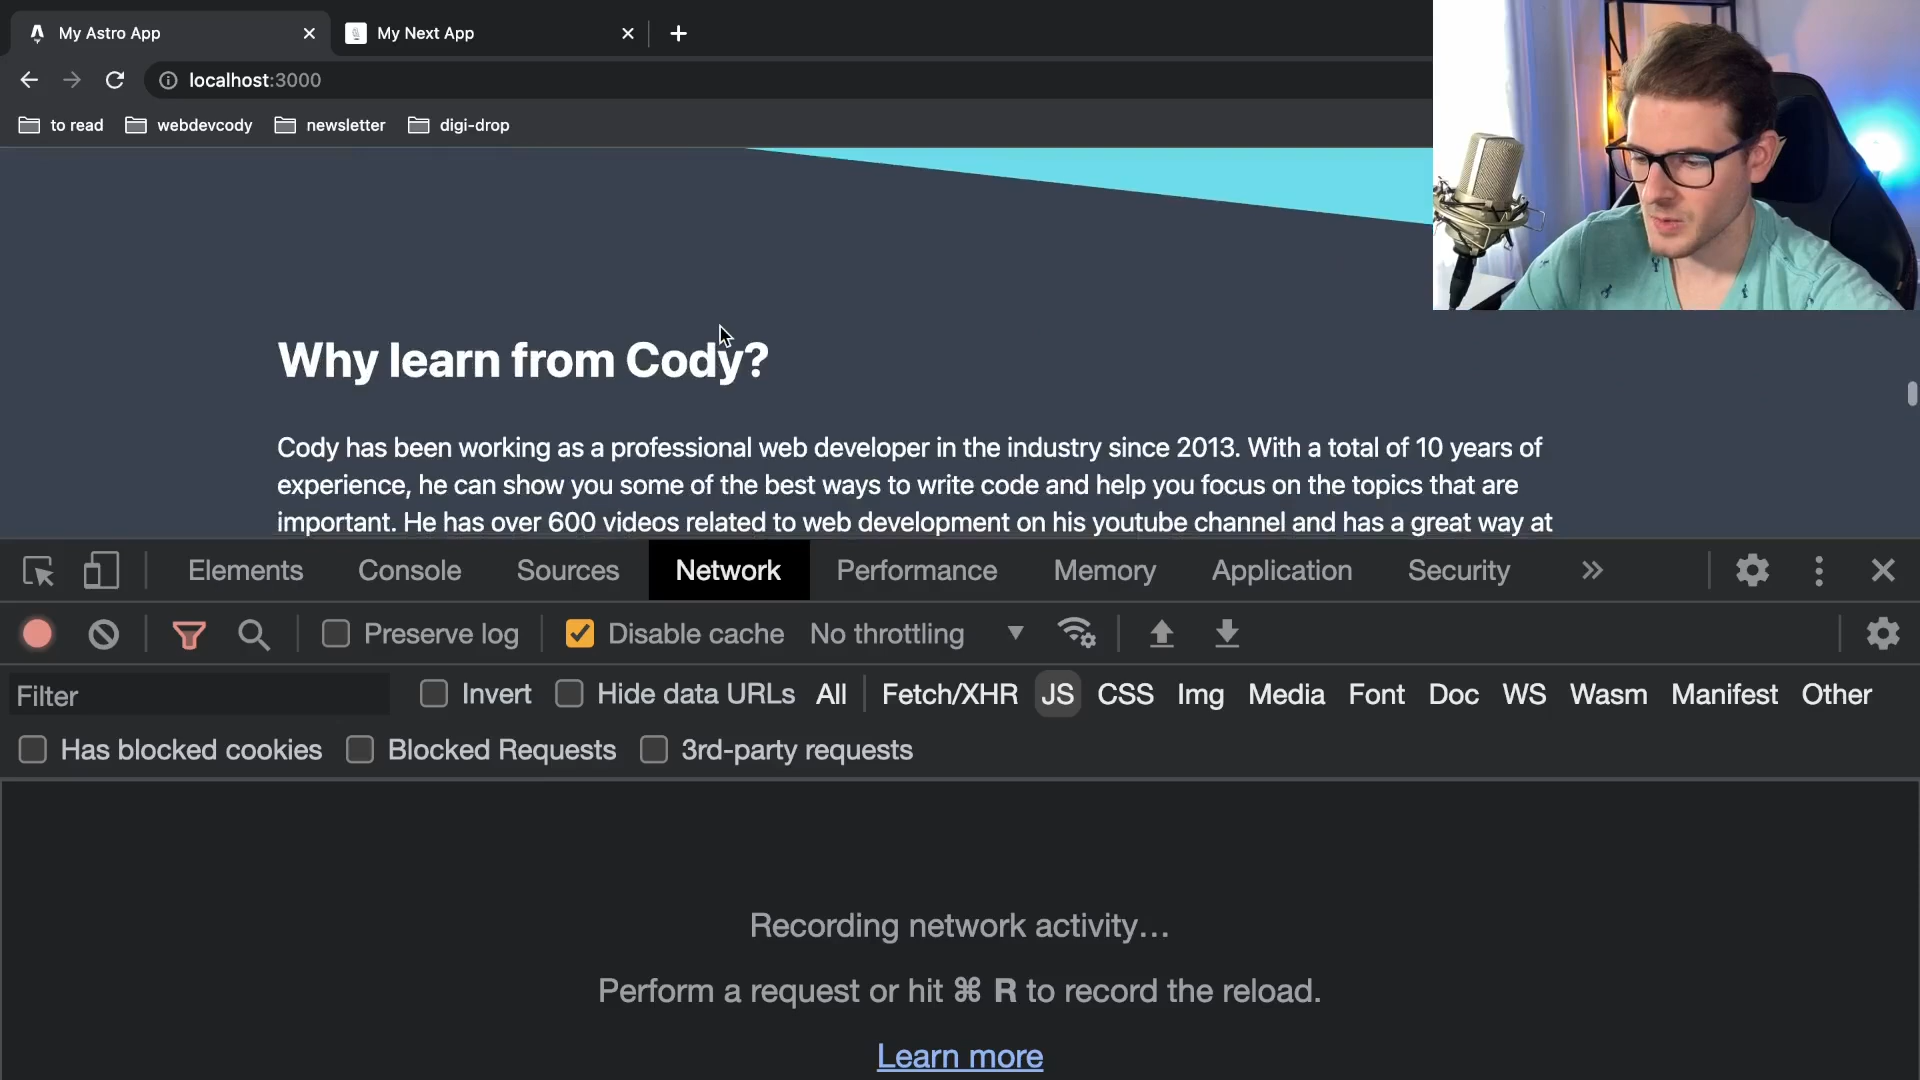 My Astro App
My Next App
localhost:3000
to read
webdevcody
newsletter
digi-drop
Why learn from Cody?
Cody has been working as a professional web developer in the industry since 2013. With a total of 10 years of
experience, he can show you some of the best ways to write code and help you focus on the topics that are
important. He has over 600 videos related to web development on his youtube channel and has a great way at
Elements Console Sources Network Performance Memory Application Security
Preserve log Disable cache No throttling
Filter Invert Hide data URLs All Fetch/XHR JS CSS Img Media Font Doc WS Wasm Manifest Other
Has blocked cookies Blocked Requests 3rd-party requests
Recording network activity…
Perform a request or hit ⌘ R to record the reload.
Learn more